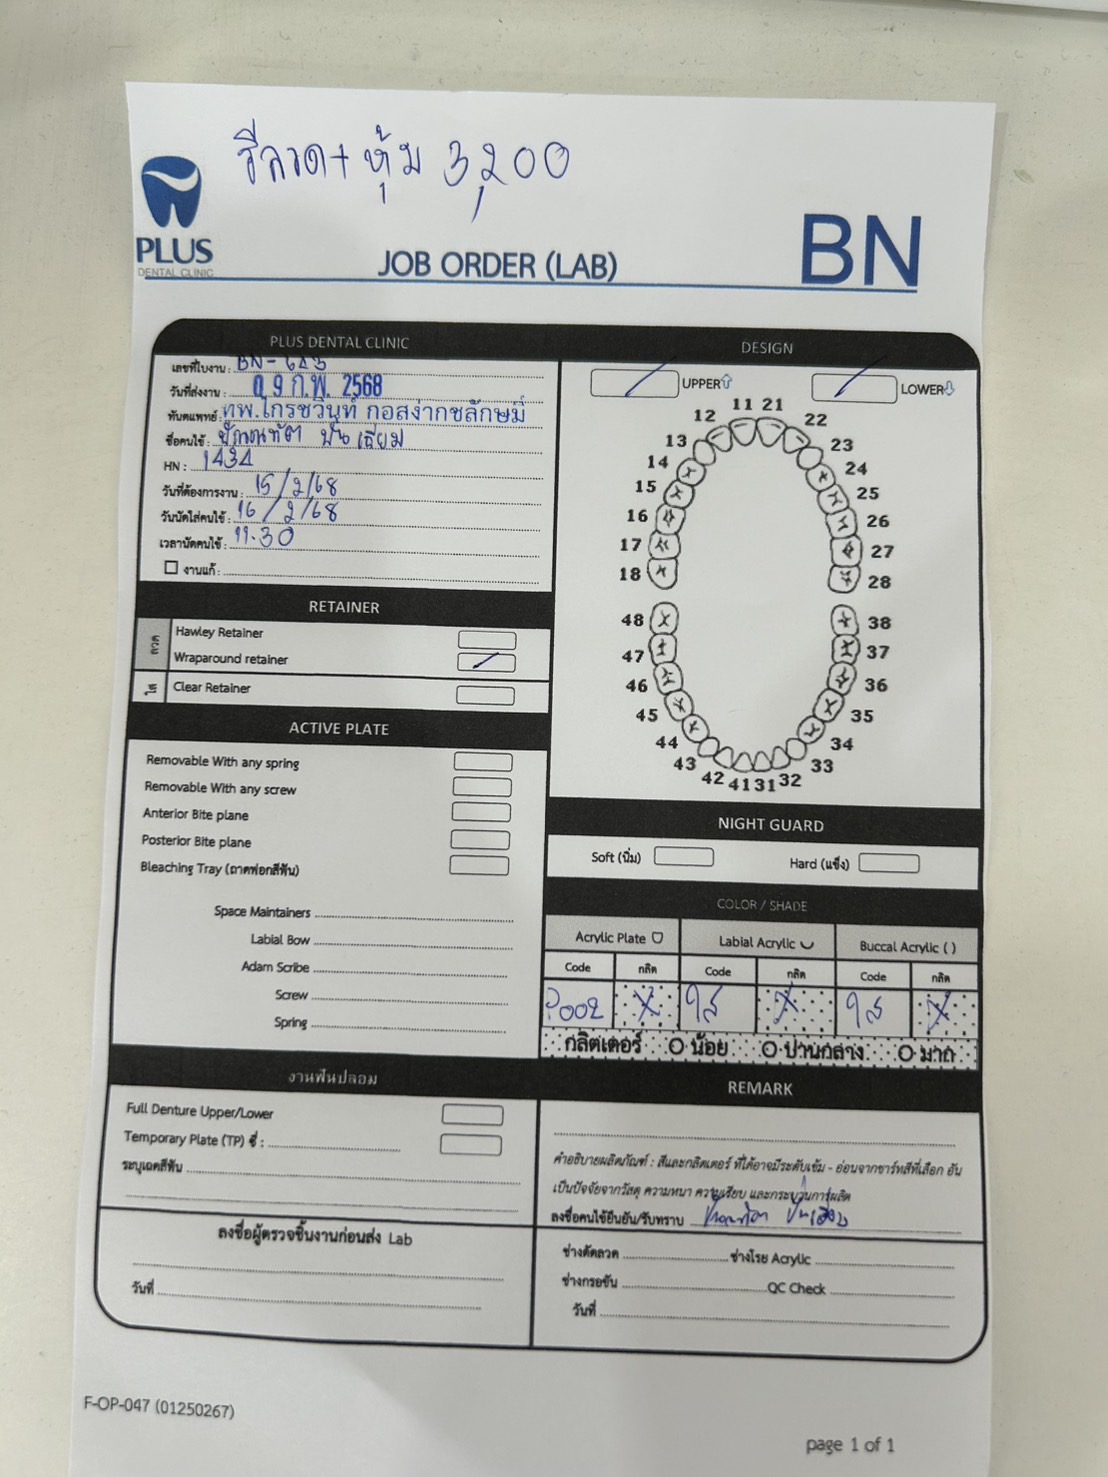 รีลวด + หุ้ม 3,200
PLUS
DENTAL CLINIC
JOB ORDER (LAB)
BN
PLUS DENTAL CLINIC
เลขที่ใบงาน :
วันที่ส่งงาน : 09 ก.พ. 2568
ทันตแพทย์ : ทพ.ไกรชวินท์ กอสง่าทชลักษมี
ชื่อคนไข้ :
HN : 1434
วันที่ต้องการงาน : 15/2/68
วันนัดใส่คนไข้ : 16/2/68
เวลานัดคนไข้ : 11.30
งานแก้ :
DESIGN
UPPER
LOWER
11 21
12 22
13 23
14 24
15 25
16 26
17 27
18 28
48 38
47 37
46 36
45 35
44 34
43 33
42 41 31 32
RETAINER
ลวด
Hawley Retainer
Wraparound retainer
ใส
Clear Retainer
ACTIVE PLATE
Removable With any spring
Removable With any screw
Anterior Bite plane
Posterior Bite plane
Bleaching Tray (ถาดฟอกสีฟัน)
Space Maintainers
Labial Bow
Adam Scribe
Screw
Spring
NIGHT GUARD
Soft (นิ่ม)
Hard (แข็ง)
COLOR / SHADE
Acrylic Plate
Labial Acrylic
Buccal Acrylic ( )
Code กลิต Code กลิต Code กลิต
P002 X ใส X ใส X
กลิตเตอร์ น้อย ปานกลาง มาก
งานฟันปลอม
Full Denture Upper/Lower
Temporary Plate (TP) ซี่ :
ระบุเฉดสีฟัน
ลงชื่อผู้ตรวจชิ้นงานก่อนส่ง Lab
วันที่
REMARK
คำอธิบายผลิตภัณฑ์ : สีและกลิตเตอร์ ที่ได้อาจมีระดับเข้ม - อ่อนจากชาร์ทสีที่เลือก อัน
เป็นปัจจัยจากวัสดุ ความหนา ความเรียบ และกระบวนการผลิต
ลงชื่อคนไข้ยืนยัน/รับทราบ
ช่างดัดลวด ช่างโรย Acrylic
ช่างกรอขัน QC Check
วันที่
F-OP-047 (01250267)
page 1 of 1